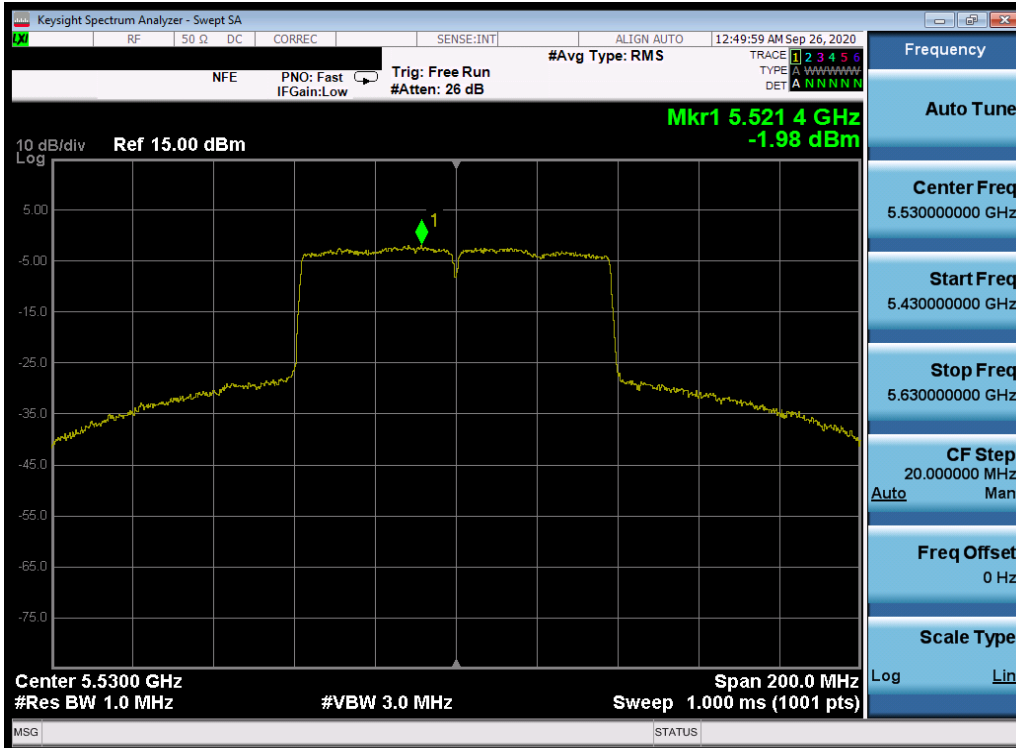 Keysight Spectrum Analyzer - Swept SA
LXI RF 50 Ω DC CORREC SENSE:INT ALIGN AUTO 12:49:59 AM Sep 26, 2020
#Avg Type: RMS
TRACE 1 2 3 4 5 6
TYPE A WWWWW
DET A N N N N N
NFE PNO: Fast Trig: Free Run
IFGain:Low #Atten: 26 dB
Mkr1 5.521 4 GHz
-1.98 dBm
10 dB/div Ref 15.00 dBm
Log
1
5.00
-5.00
-15.0
-25.0
-35.0
-45.0
-55.0
-65.0
-75.0
Center 5.5300 GHz Span 200.0 MHz
#Res BW 1.0 MHz #VBW 3.0 MHz Sweep 1.000 ms (1001 pts)
MSG STATUS
Frequency
Auto Tune
Center Freq
5.530000000 GHz
Start Freq
5.430000000 GHz
Stop Freq
5.630000000 GHz
CF Step
20.000000 MHz
Auto Man
Freq Offset
0 Hz
Scale Type
Log Lin